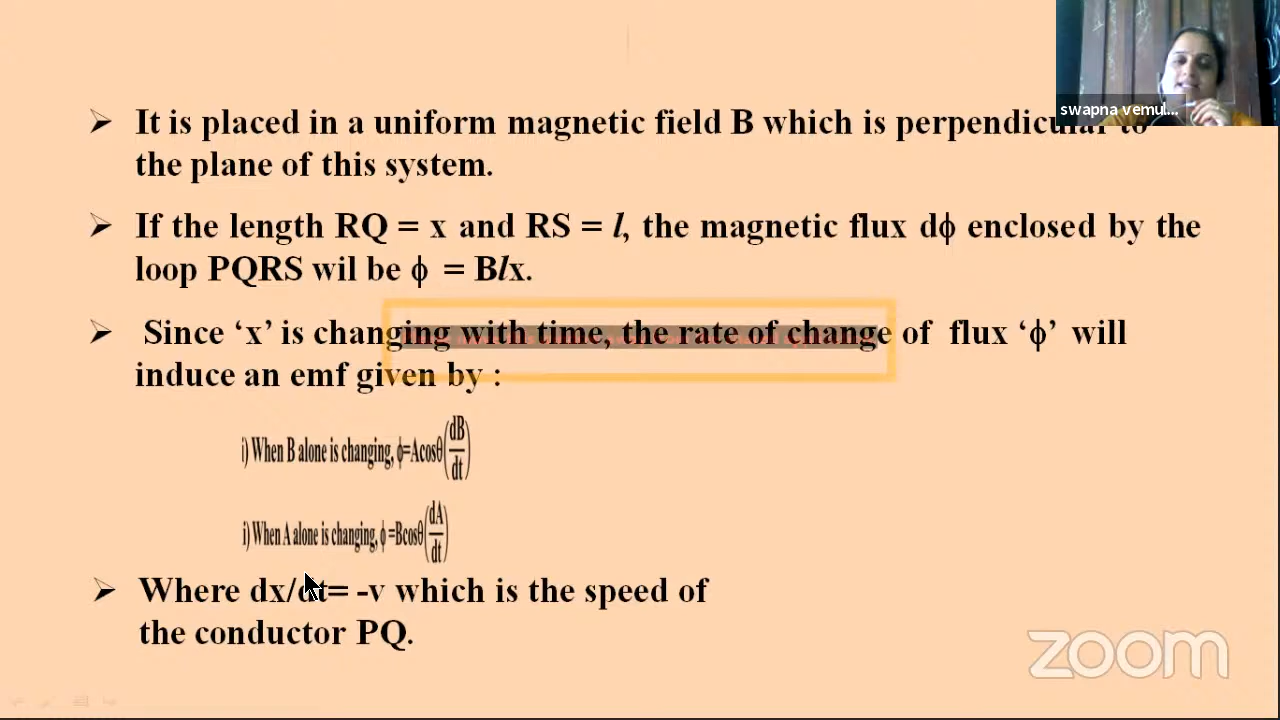 swapna vemul...
➢ It is placed in a uniform magnetic field B which is perpendicular to
the plane of this system.
➢ If the length RQ = x and RS = l, the magnetic flux dϕ enclosed by the
loop PQRS wil be ϕ = Blx.
➢ Since ‘x’ is changing with time, the rate of change of flux ‘ϕ’ will
induce an emf given by :
i) When B alone is changing, ϕ=Acosθ(dB/dt)
i) When A alone is changing, ϕ =Bcosθ(dA/dt)
➢ Where dx/dt= -v which is the speed of
the conductor PQ.
zoom